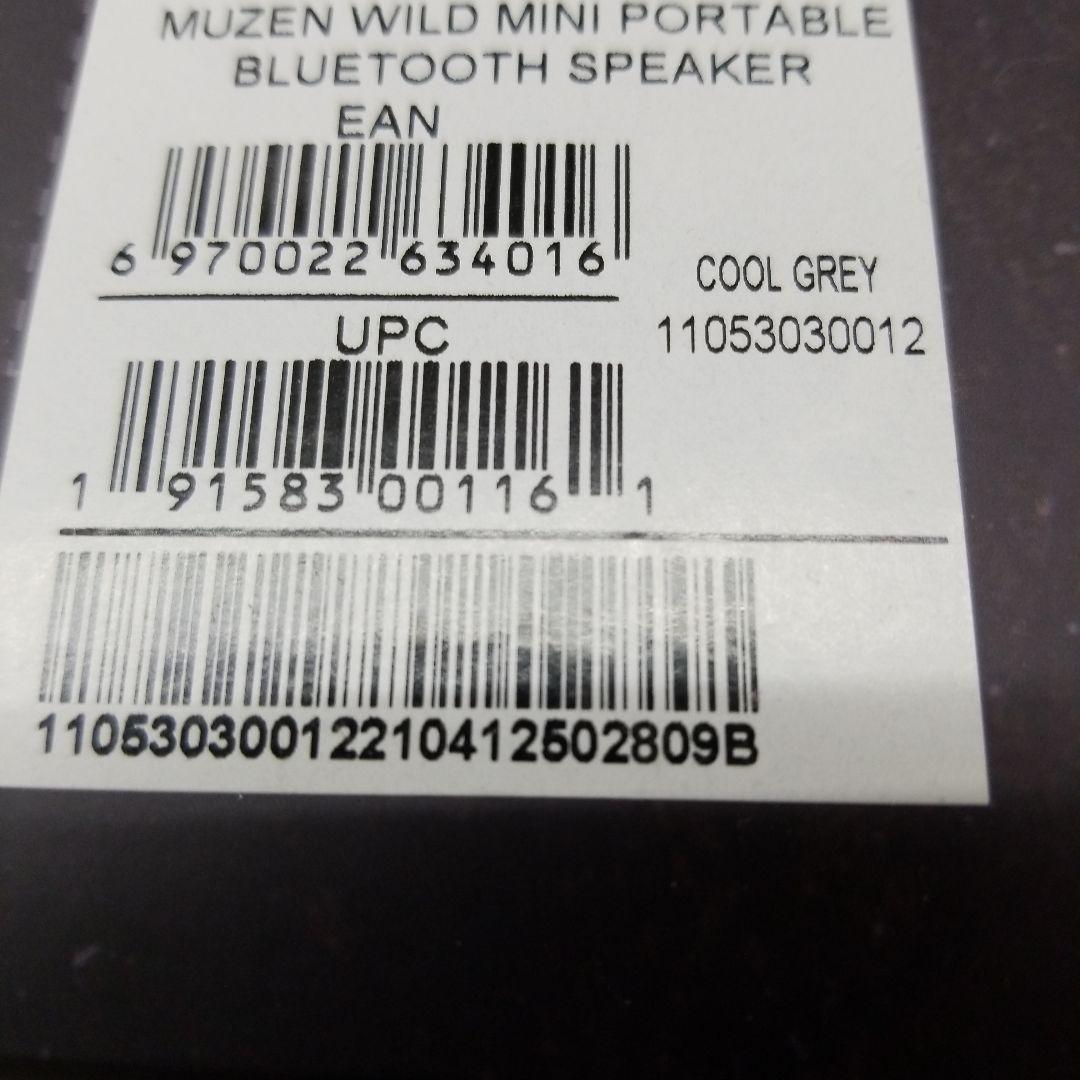 MUZEN WILD MINI PORTABLE
BLUETOOTH SPEAKER
EAN
6 970022 634016
COOL GREY
11053030012
UPC
1 91583 00116 1
11053030012210412502809B